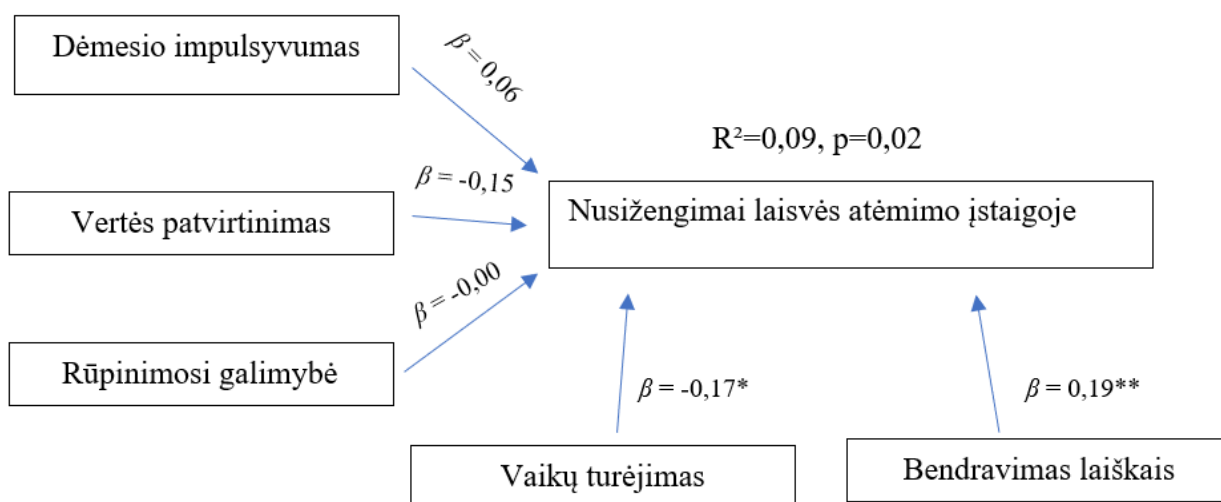 Dėmesio impulsyvumas
β = 0,06
R²=0,09, p=0,02
β = -0,15
Vertės patvirtinimas
Nusižengimai laisvės atėmimo įstaigoje
β = -0,00
Rūpinimosi galimybė
β = -0,17*
β = 0,19**
Vaikų turėjimas
Bendravimas laiškais